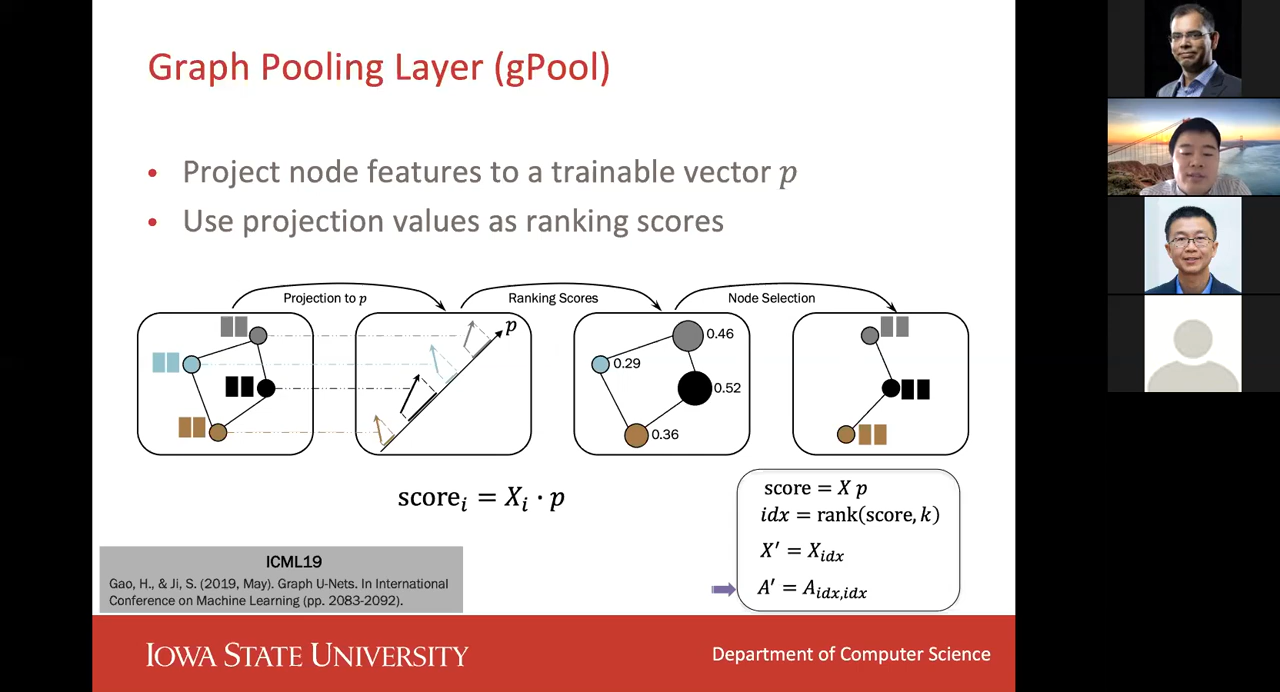 Graph Pooling Layer (gPool)
• Project node features to a trainable vector p
• Use projection values as ranking scores
Projection to p
Ranking Scores
Node Selection
p
0.46
0.29
0.52
0.36
scoreᵢ = Xᵢ · p
score = X p
idx = rank(score, k)
X′ = X_idx
A′ = A_idx,idx
ICML19
Gao, H., & Ji, S. (2019, May). Graph U-Nets. In International
Conference on Machine Learning (pp. 2083-2092).
IOWA STATE UNIVERSITY
Department of Computer Science